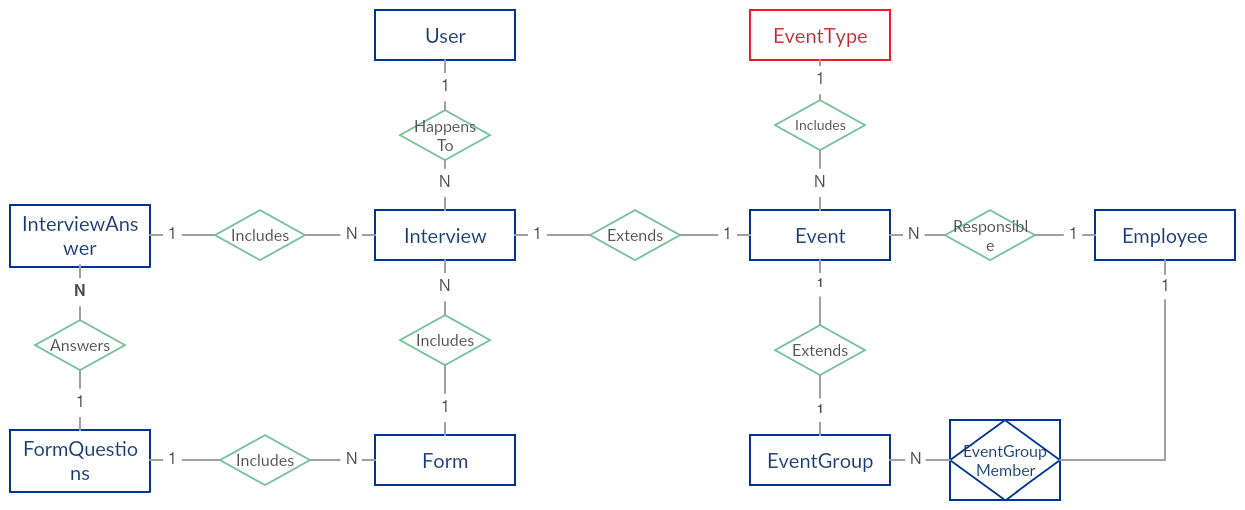 User
EventType
1
1
Happens
To
Includes
N
N
InterviewAns
wer
1
Includes
N
Interview
1
Extends
1
Event
N
Responsibl
e
1
Employee
N
N
1
1
Answers
Includes
Extends
1
1
1
FormQuestio
ns
1
Includes
N
Form
EventGroup
N
EventGroup
Member